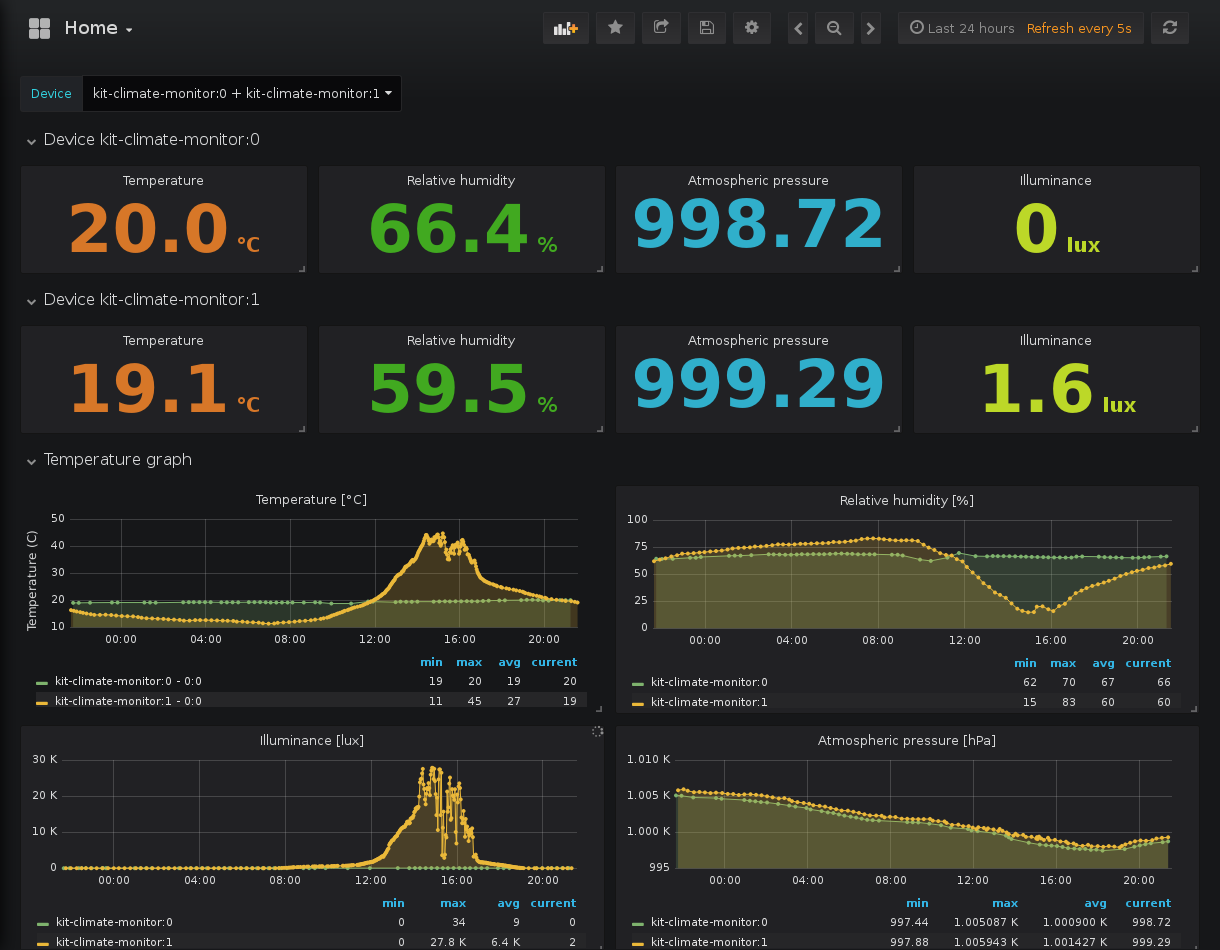 Home
Last 24 hours Refresh every 5s
Device kit-climate-monitor:0 + kit-climate-monitor:1
Device kit-climate-monitor:0
Temperature
20.0 °C
Relative humidity
66.4 %
Atmospheric pressure
998.72
Illuminance
0 lux
Device kit-climate-monitor:1
Temperature
19.1 °C
Relative humidity
59.5 %
Atmospheric pressure
999.29
Illuminance
1.6 lux
Temperature graph
Temperature [°C]
Temperature (C)
50
40
30
20
10
00:00 04:00 08:00 12:00 16:00 20:00
min max avg current
kit-climate-monitor:0 - 0:0 19 20 19 20
kit-climate-monitor:1 - 0:0 11 45 27 19
Relative humidity [%]
100
75
50
25
0
00:00 04:00 08:00 12:00 16:00 20:00
min max avg current
kit-climate-monitor:0 62 70 67 66
kit-climate-monitor:1 15 83 60 60
Illuminance [lux]
30 K
20 K
10 K
0
00:00 04:00 08:00 12:00 16:00 20:00
min max avg current
kit-climate-monitor:0 0 34 9 0
kit-climate-monitor:1 0 27.8 K 6.4 K 2
Atmospheric pressure [hPa]
1.010 K
1.005 K
1.000 K
995
00:00 04:00 08:00 12:00 16:00 20:00
min max avg current
kit-climate-monitor:0 997.44 1.005087 K 1.000900 K 998.72
kit-climate-monitor:1 997.88 1.005943 K 1.001427 K 999.29